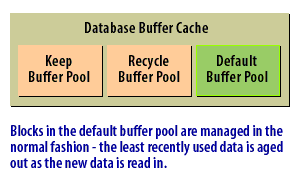 Database Buffer Cache
Keep
Buffer Pool
Recycle
Buffer Pool
Default
Buffer Pool
Blocks in the default buffer pool are managed in the
normal fashion - the least recently used data is aged
out as the new data is read in.